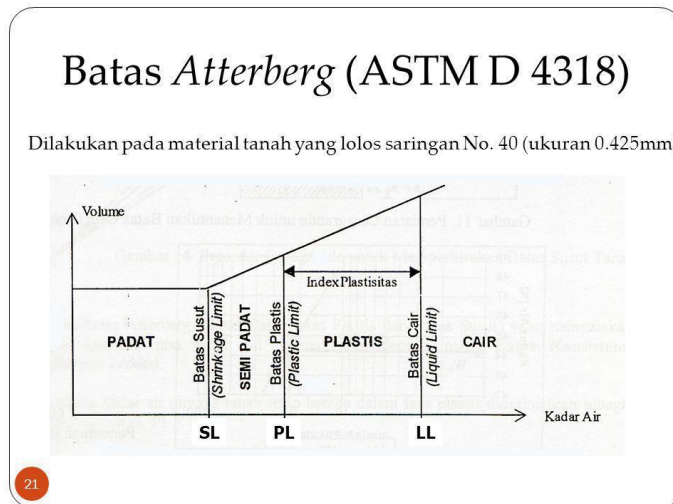 Batas Atterberg (ASTM D 4318)
Dilakukan pada material tanah yang lolos saringan No. 40 (ukuran 0.425mm
Volume
Index Plastisitas
PADAT
Batas Susut
(Shrinkage Limit)
SEMI PADAT
Batas Plastis
(Plastic Limit)
PLASTIS
Batas Cair
(Liquid Limit)
CAIR
Kadar Air
SL
PL
LL
21